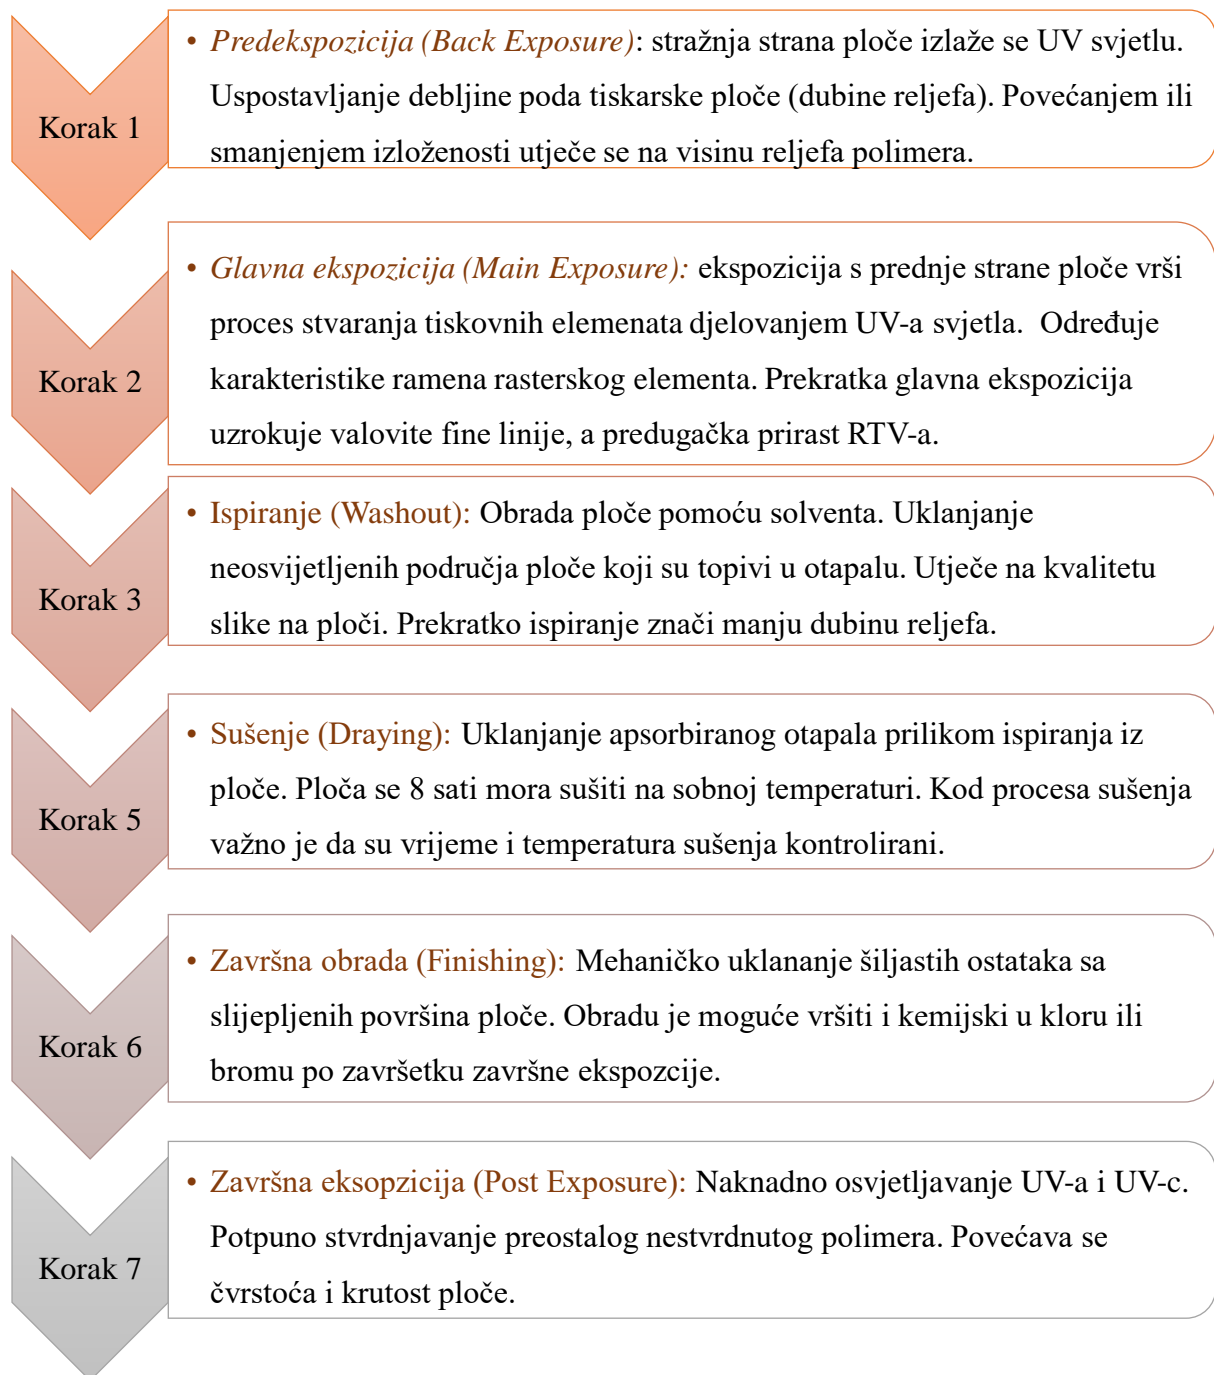 Korak 1
• Predekspozicija (Back Exposure): stražnja strana ploče izlaže se UV svjetlu.
Uspostavljanje debljine poda tiskarske ploče (dubine reljefa). Povećanjem ili
smanjenjem izloženosti utječe se na visinu reljefa polimera.
Korak 2
• Glavna ekspozicija (Main Exposure): ekspozicija s prednje strane ploče vrši
proces stvaranja tiskovnih elemenata djelovanjem UV-a svjetla. Određuje
karakteristike ramena rasterskog elementa. Prekratka glavna ekspozicija
uzrokuje valovite fine linije, a predugačka prirast RTV-a.
Korak 3
• Ispiranje (Washout): Obrada ploče pomoću solventa. Uklanjanje
neosvijetljenih područja ploče koji su topivi u otapalu. Utječe na kvalitetu
slike na ploči. Prekratko ispiranje znači manju dubinu reljefa.
Korak 5
• Sušenje (Draying): Uklanjanje apsorbiranog otapala prilikom ispiranja iz
ploče. Ploča se 8 sati mora sušiti na sobnoj temperaturi. Kod procesa sušenja
važno je da su vrijeme i temperatura sušenja kontrolirani.
Korak 6
• Završna obrada (Finishing): Mehaničko uklananje šiljastih ostataka sa
slijepljenih površina ploče. Obradu je moguće vršiti i kemijski u kloru ili
bromu po završetku završne ekspozcije.
Korak 7
• Završna eksopzicija (Post Exposure): Naknadno osvjetljavanje UV-a i UV-c.
Potpuno stvrdnjavanje preostalog nestvrdnutog polimera. Povećava se
čvrstoća i krutost ploče.